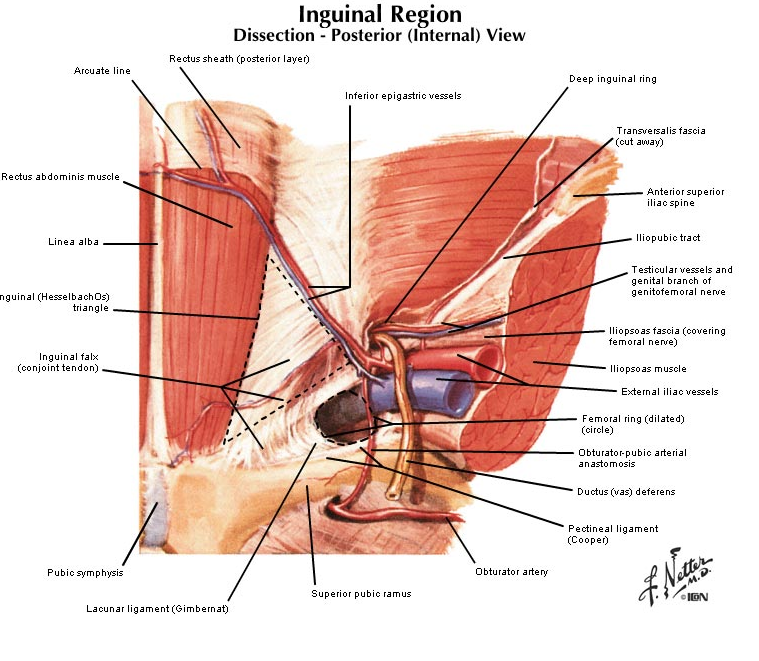 Inguinal Region
Dissection - Posterior (Internal) View
Rectus sheath (posterior layer)
Arcuate line
Deep inguinal ring
Inferior epigastric vessels
Transversalis fascia
(cut away)
Rectus abdominis muscle
Anterior superior
iliac spine
Linea alba
Iliopubic tract
Testicular vessels and
genital branch of
genitofemoral nerve
nguinal (HesselbachOs)
triangle
Iliopsoas fascia (covering
femoral nerve)
Inguinal falx
(conjoint tendon)
Iliopsoas muscle
External iliac vessels
Femoral ring (dilated)
(circle)
Obturator-pubic arterial
anastomosis
Ductus (vas) deferens
Pectineal ligament
(Cooper)
Pubic symphysis
Obturator artery
Superior pubic ramus
Lacunar ligament (Gimbernat)
F. Netter
M.D.
© ICON